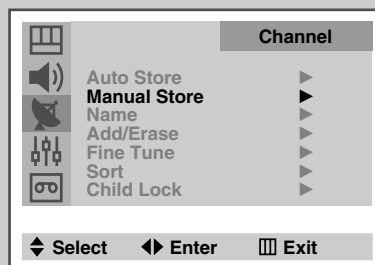 Channel
Auto Store
Manual Store
Name
Add/Erase
Fine Tune
Sort
Child Lock
Select Enter Exit